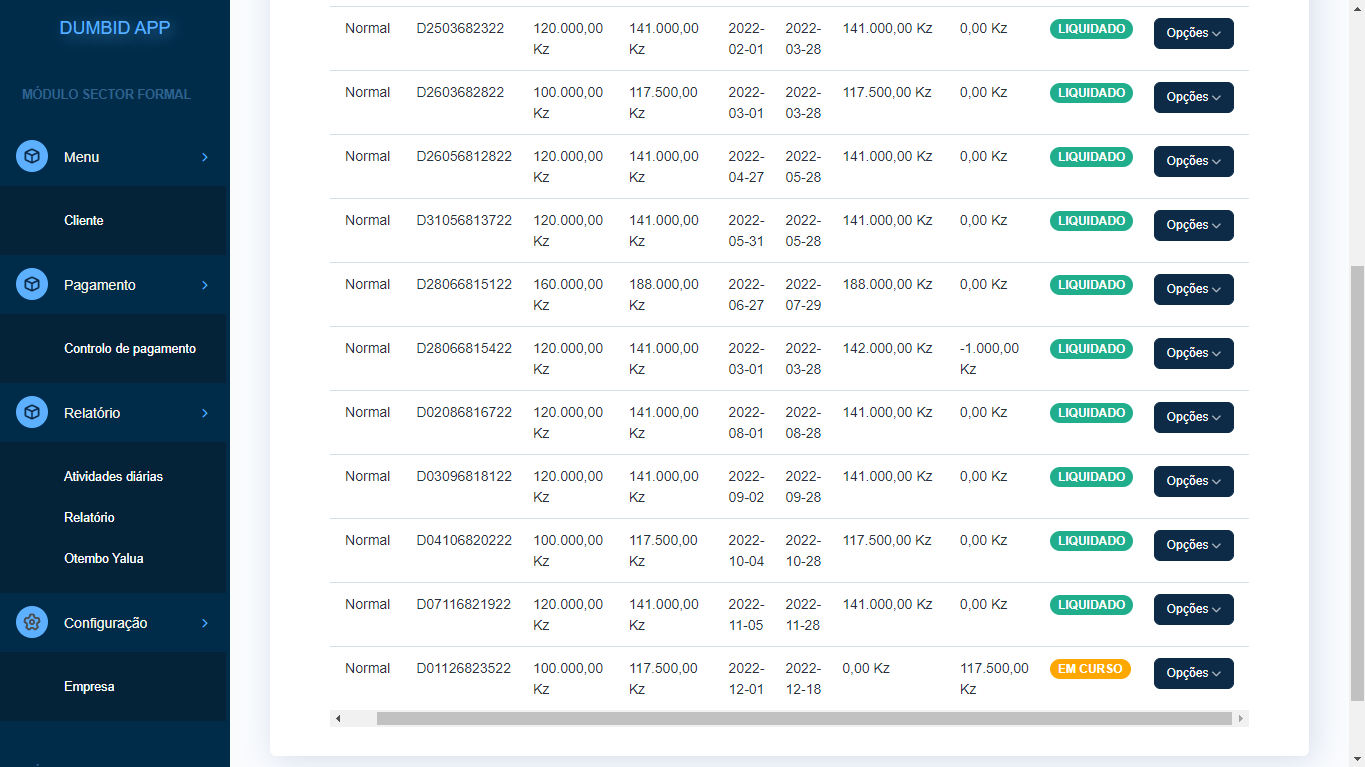 DUMBID APP
MÓDULO SECTOR FORMAL
Menu
Cliente
Pagamento
Controlo de pagamento
Relatório
Atividades diárias
Relatório
Otembo Yalua
Configuração
Empresa
Normal D2503682322 120.000,00 141.000,00 2022- 2022- 141.000,00 Kz 0,00 Kz LIQUIDADO Opções
Kz Kz 02-01 03-28
Normal D2603682822 100.000,00 117.500,00 2022- 2022- 117.500,00 Kz 0,00 Kz LIQUIDADO Opções
Kz Kz 03-01 03-28
Normal D26056812822 120.000,00 141.000,00 2022- 2022- 141.000,00 Kz 0,00 Kz LIQUIDADO Opções
Kz Kz 04-27 05-28
Normal D31056813722 120.000,00 141.000,00 2022- 2022- 141.000,00 Kz 0,00 Kz LIQUIDADO Opções
Kz Kz 05-31 05-28
Normal D28066815122 160.000,00 188.000,00 2022- 2022- 188.000,00 Kz 0,00 Kz LIQUIDADO Opções
Kz Kz 06-27 07-29
Normal D28066815422 120.000,00 141.000,00 2022- 2022- 142.000,00 Kz -1.000,00 LIQUIDADO Opções
Kz Kz 03-01 03-28 Kz
Normal D02086816722 120.000,00 141.000,00 2022- 2022- 141.000,00 Kz 0,00 Kz LIQUIDADO Opções
Kz Kz 08-01 08-28
Normal D03096818122 120.000,00 141.000,00 2022- 2022- 141.000,00 Kz 0,00 Kz LIQUIDADO Opções
Kz Kz 09-02 09-28
Normal D04106820222 100.000,00 117.500,00 2022- 2022- 117.500,00 Kz 0,00 Kz LIQUIDADO Opções
Kz Kz 10-04 10-28
Normal D07116821922 120.000,00 141.000,00 2022- 2022- 141.000,00 Kz 0,00 Kz LIQUIDADO Opções
Kz Kz 11-05 11-28
Normal D01126823522 100.000,00 117.500,00 2022- 2022- 0,00 Kz 117.500,00 EM CURSO Opções
Kz Kz 12-01 12-18 Kz